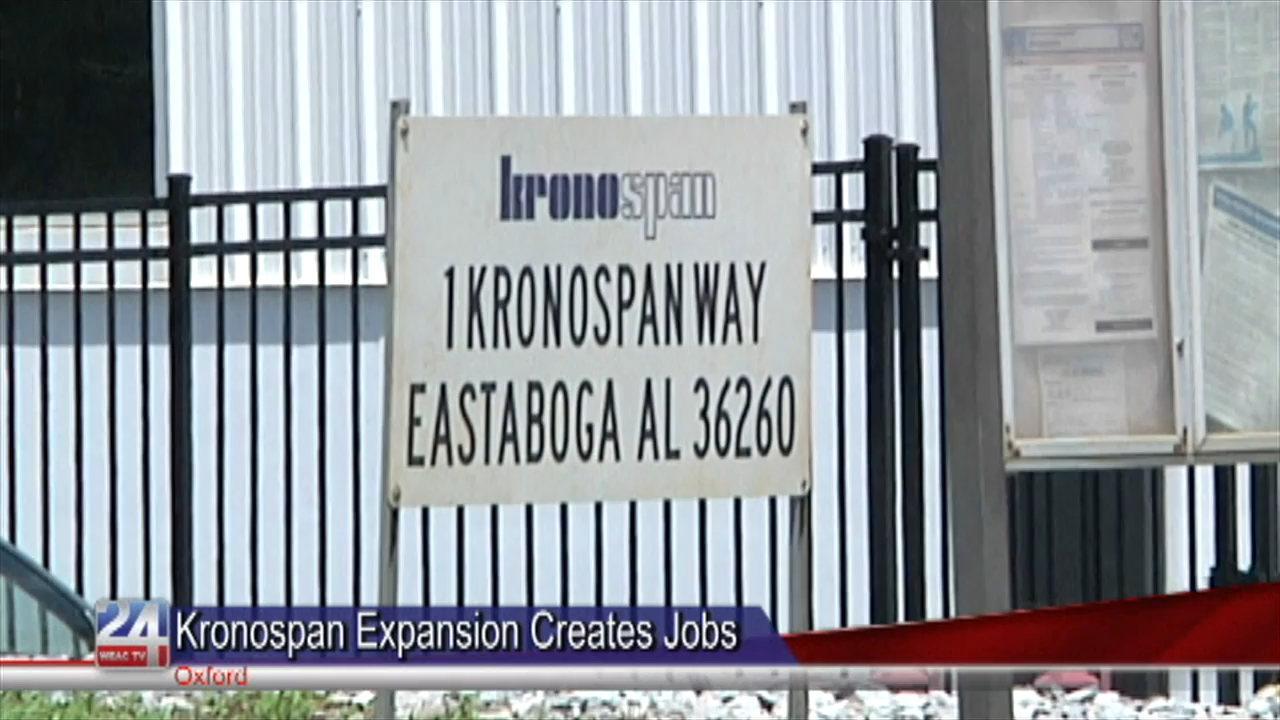 kronospan
1 KRONOSPAN WAY
EASTABOGA AL 36260
24
WEAC TV
Kronospan Expansion Creates Jobs
Oxford